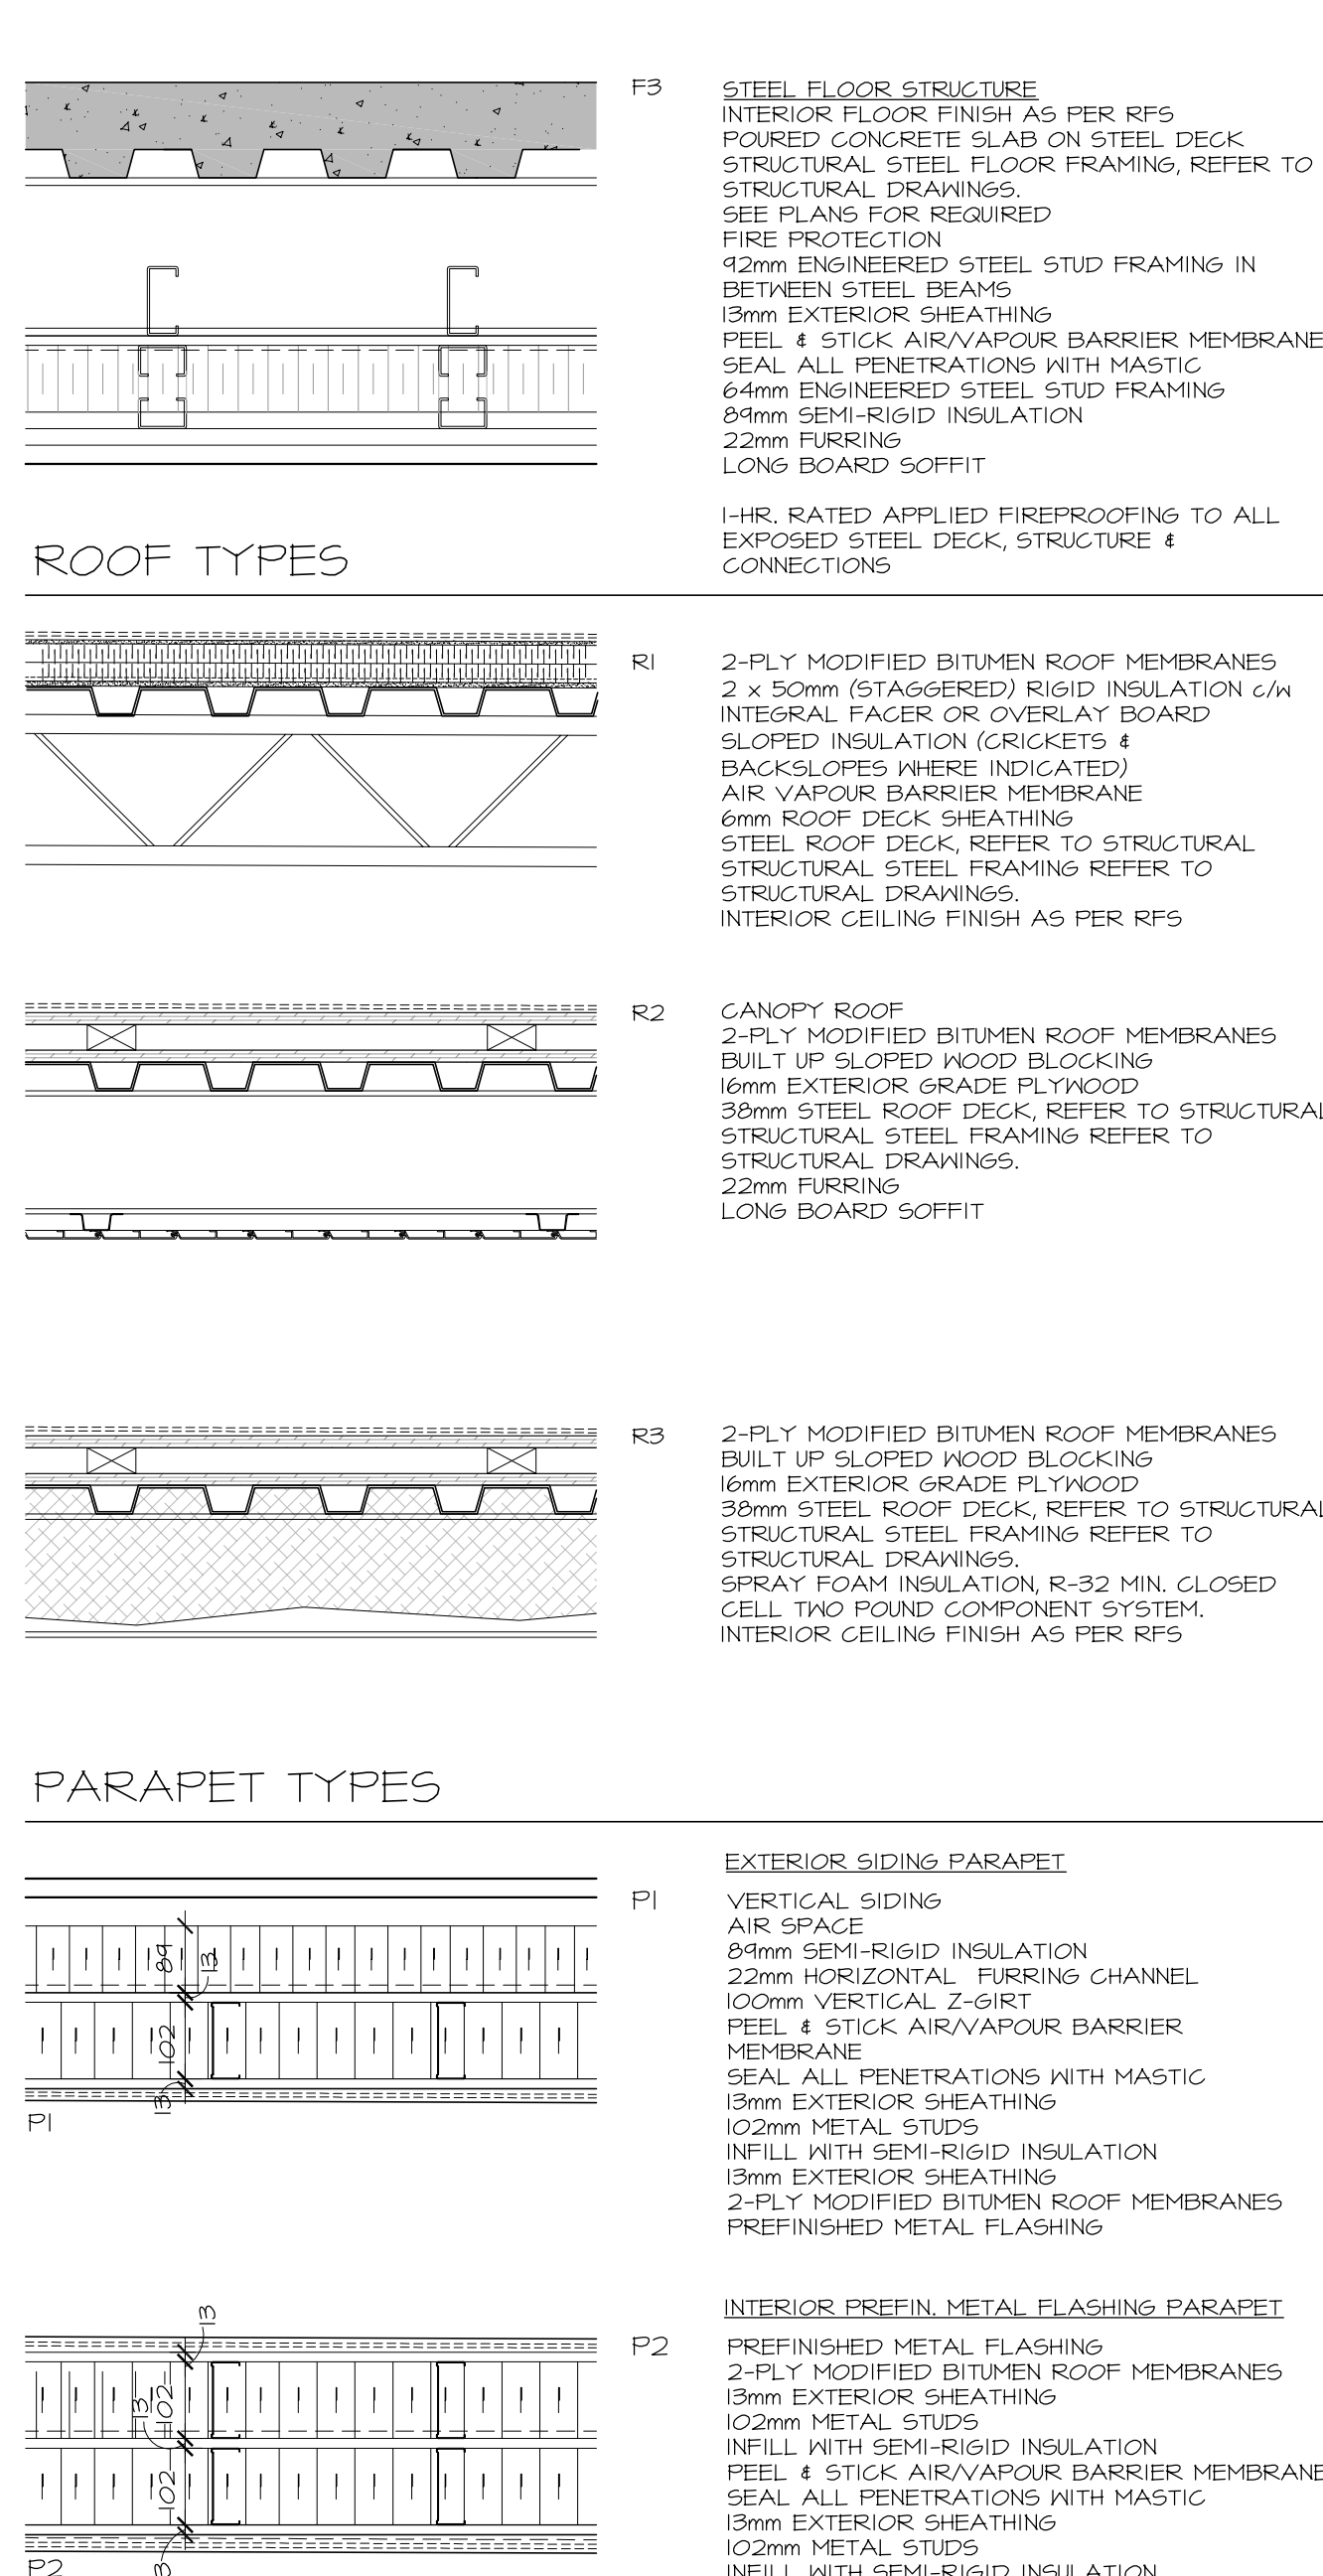 F3
STEEL FLOOR STRUCTURE
INTERIOR FLOOR FINISH AS PER RFS
POURED CONCRETE SLAB ON STEEL DECK
STRUCTURAL STEEL FLOOR FRAMING, REFER TO
STRUCTURAL DRAWINGS.
SEE PLANS FOR REQUIRED
FIRE PROTECTION
92mm ENGINEERED STEEL STUD FRAMING IN
BETWEEN STEEL BEAMS
13mm EXTERIOR SHEATHING
PEEL & STICK AIR/VAPOUR BARRIER MEMBRANE
SEAL ALL PENETRATIONS WITH MASTIC
64mm ENGINEERED STEEL STUD FRAMING
89mm SEMI-RIGID INSULATION
22mm FURRING
LONG BOARD SOFFIT
1-HR. RATED APPLIED FIREPROOFING TO ALL
EXPOSED STEEL DECK, STRUCTURE &
CONNECTIONS
ROOF TYPES
R1
2-PLY MODIFIED BITUMEN ROOF MEMBRANES
2 x 50mm (STAGGERED) RIGID INSULATION c/w
INTEGRAL FACER OR OVERLAY BOARD
SLOPED INSULATION (CRICKETS &
BACKSLOPES WHERE INDICATED)
AIR VAPOUR BARRIER MEMBRANE
6mm ROOF DECK SHEATHING
STEEL ROOF DECK, REFER TO STRUCTURAL
STRUCTURAL STEEL FRAMING REFER TO
STRUCTURAL DRAWINGS.
INTERIOR CEILING FINISH AS PER RFS
R2
CANOPY ROOF
2-PLY MODIFIED BITUMEN ROOF MEMBRANES
BUILT UP SLOPED WOOD BLOCKING
16mm EXTERIOR GRADE PLYWOOD
38mm STEEL ROOF DECK, REFER TO STRUCTURAL
STRUCTURAL STEEL FRAMING REFER TO
STRUCTURAL DRAWINGS.
22mm FURRING
LONG BOARD SOFFIT
R3
2-PLY MODIFIED BITUMEN ROOF MEMBRANES
BUILT UP SLOPED WOOD BLOCKING
16mm EXTERIOR GRADE PLYWOOD
38mm STEEL ROOF DECK, REFER TO STRUCTURAL
STRUCTURAL STEEL FRAMING REFER TO
STRUCTURAL DRAWINGS.
SPRAY FOAM INSULATION, R-32 MIN. CLOSED
CELL TWO POUND COMPONENT SYSTEM.
INTERIOR CEILING FINISH AS PER RFS
PARAPET TYPES
EXTERIOR SIDING PARAPET
P1
VERTICAL SIDING
AIR SPACE
89mm SEMI-RIGID INSULATION
22mm HORIZONTAL FURRING CHANNEL
100mm VERTICAL Z-GIRT
PEEL & STICK AIR/VAPOUR BARRIER
MEMBRANE
SEAL ALL PENETRATIONS WITH MASTIC
13mm EXTERIOR SHEATHING
102mm METAL STUDS
INFILL WITH SEMI-RIGID INSULATION
13mm EXTERIOR SHEATHING
2-PLY MODIFIED BITUMEN ROOF MEMBRANES
PREFINISHED METAL FLASHING
89
13
102
13
P1
INTERIOR PREFIN. METAL FLASHING PARAPET
P2
PREFINISHED METAL FLASHING
2-PLY MODIFIED BITUMEN ROOF MEMBRANES
13mm EXTERIOR SHEATHING
102mm METAL STUDS
INFILL WITH SEMI-RIGID INSULATION
PEEL & STICK AIR/VAPOUR BARRIER MEMBRANE
SEAL ALL PENETRATIONS WITH MASTIC
13mm EXTERIOR SHEATHING
102mm METAL STUDS
INFILL WITH SEMI-RIGID INSULATION
13
102
13
102
13
P2